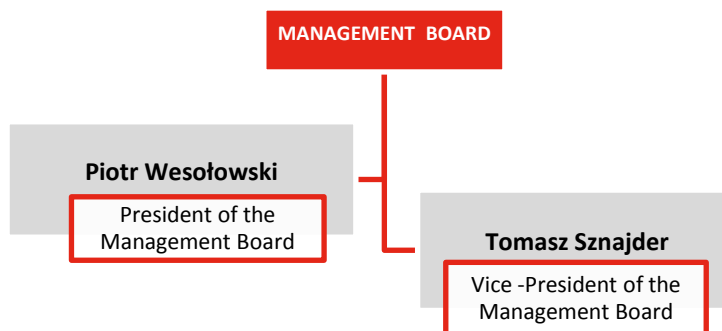 MANAGEMENT BOARD
Piotr Wesołowski
President of the
Management Board
Tomasz Sznajder
Vice -President of the
Management Board